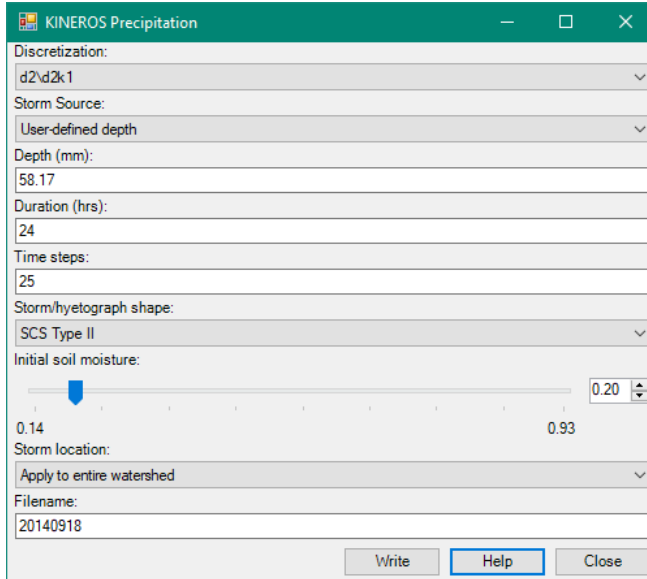 KINEROS Precipitation
Discretization:
d2\d2k1
Storm Source:
User-defined depth
Depth (mm):
58.17
Duration (hrs):
24
Time steps:
25
Storm/hyetograph shape:
SCS Type II
Initial soil moisture:
0.20
0.14 0.93
Storm location:
Apply to entire watershed
Filename:
20140918
Write Help Close